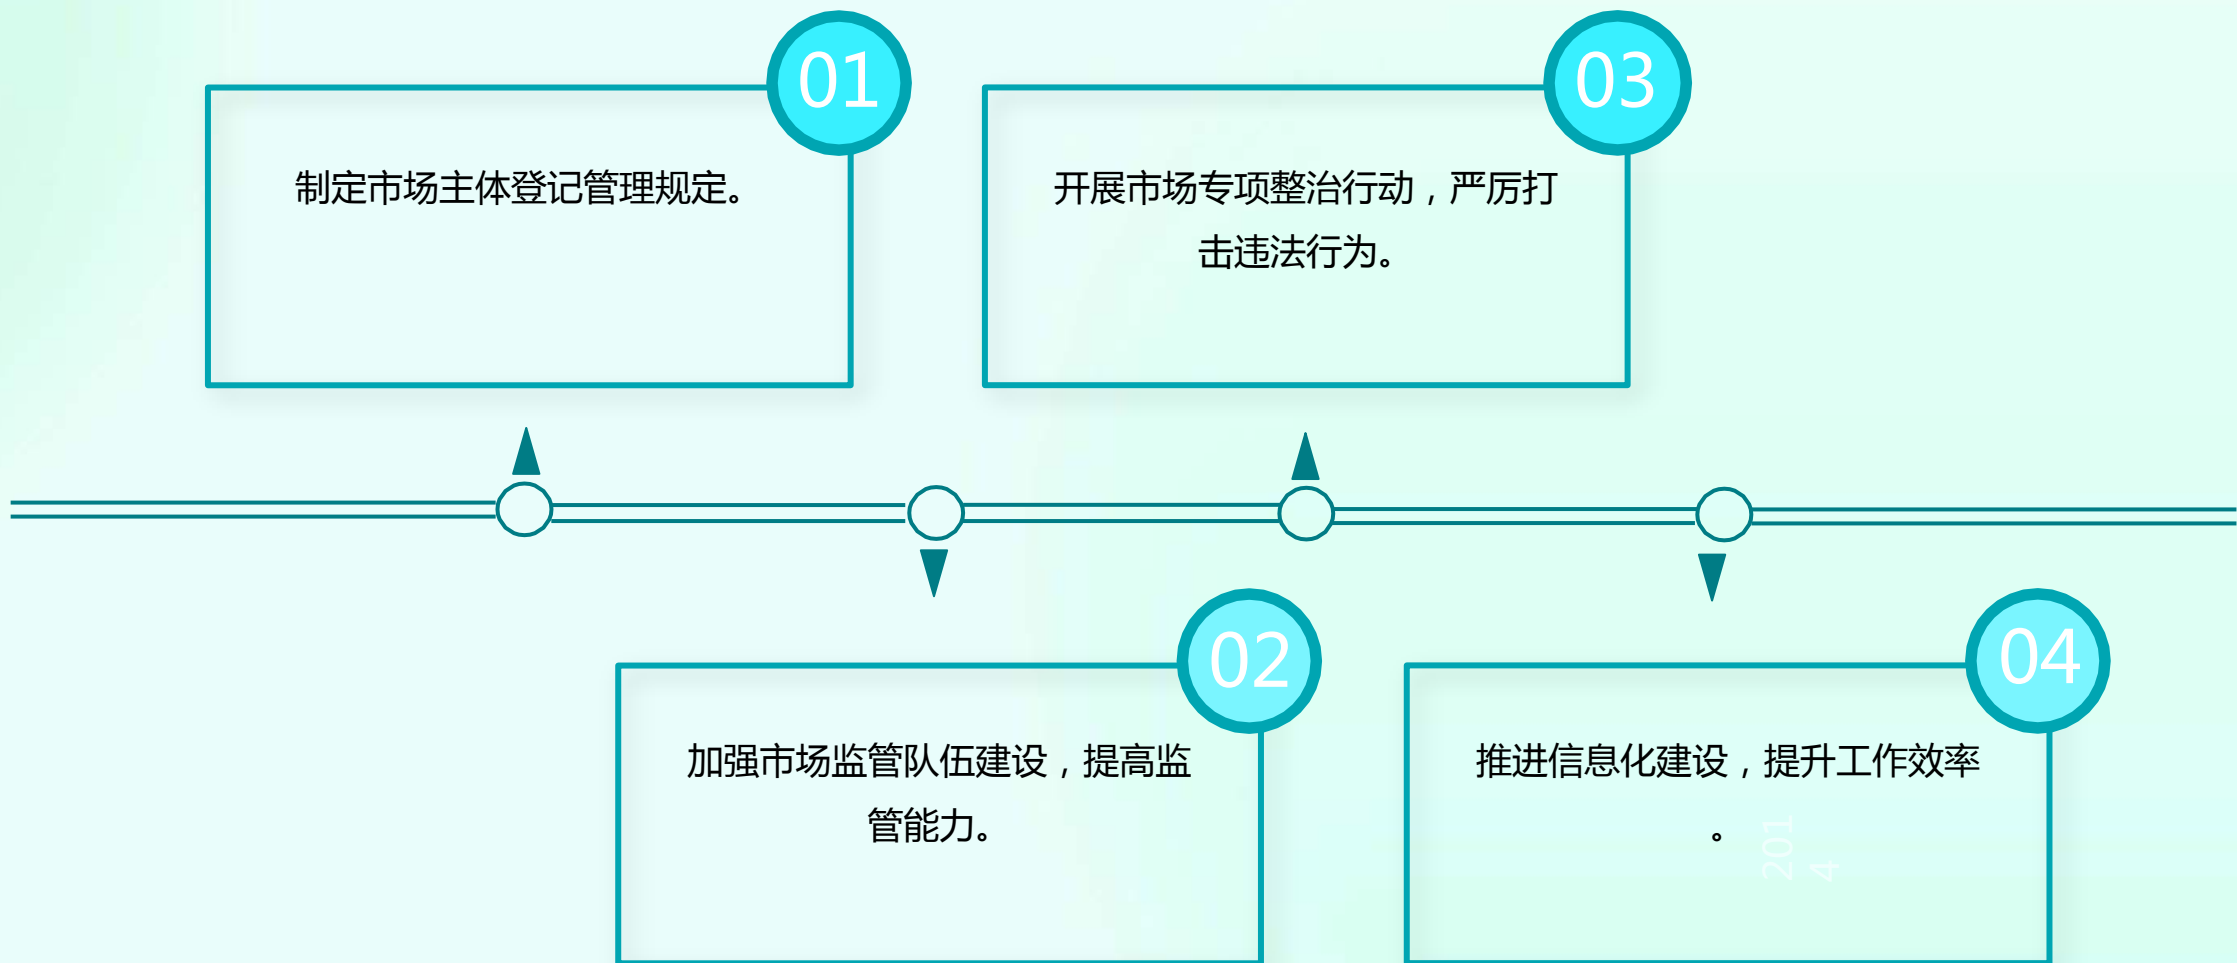 01
制定市场主体登记管理规定。
03
开展市场专项整治行动，严厉打
击违法行为。
02
加强市场监管队伍建设，提高监
管能力。
04
推进信息化建设，提升工作效率
。
201
4